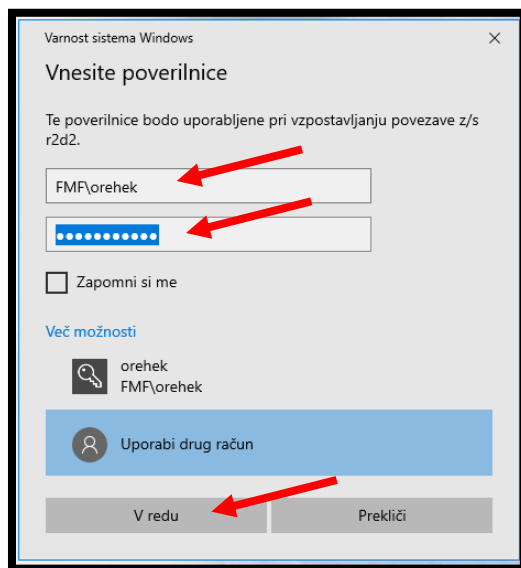 Varnost sistema Windows
Vnesite poverilnice
Te poverilnice bodo uporabljene pri vzpostavljanju povezave z/s
r2d2.
FMF\orehek
●●●●●●●●●●●
Zapomni si me
Več možnosti
orehek
FMF\orehek
Uporabi drug račun
V redu
Prekliči